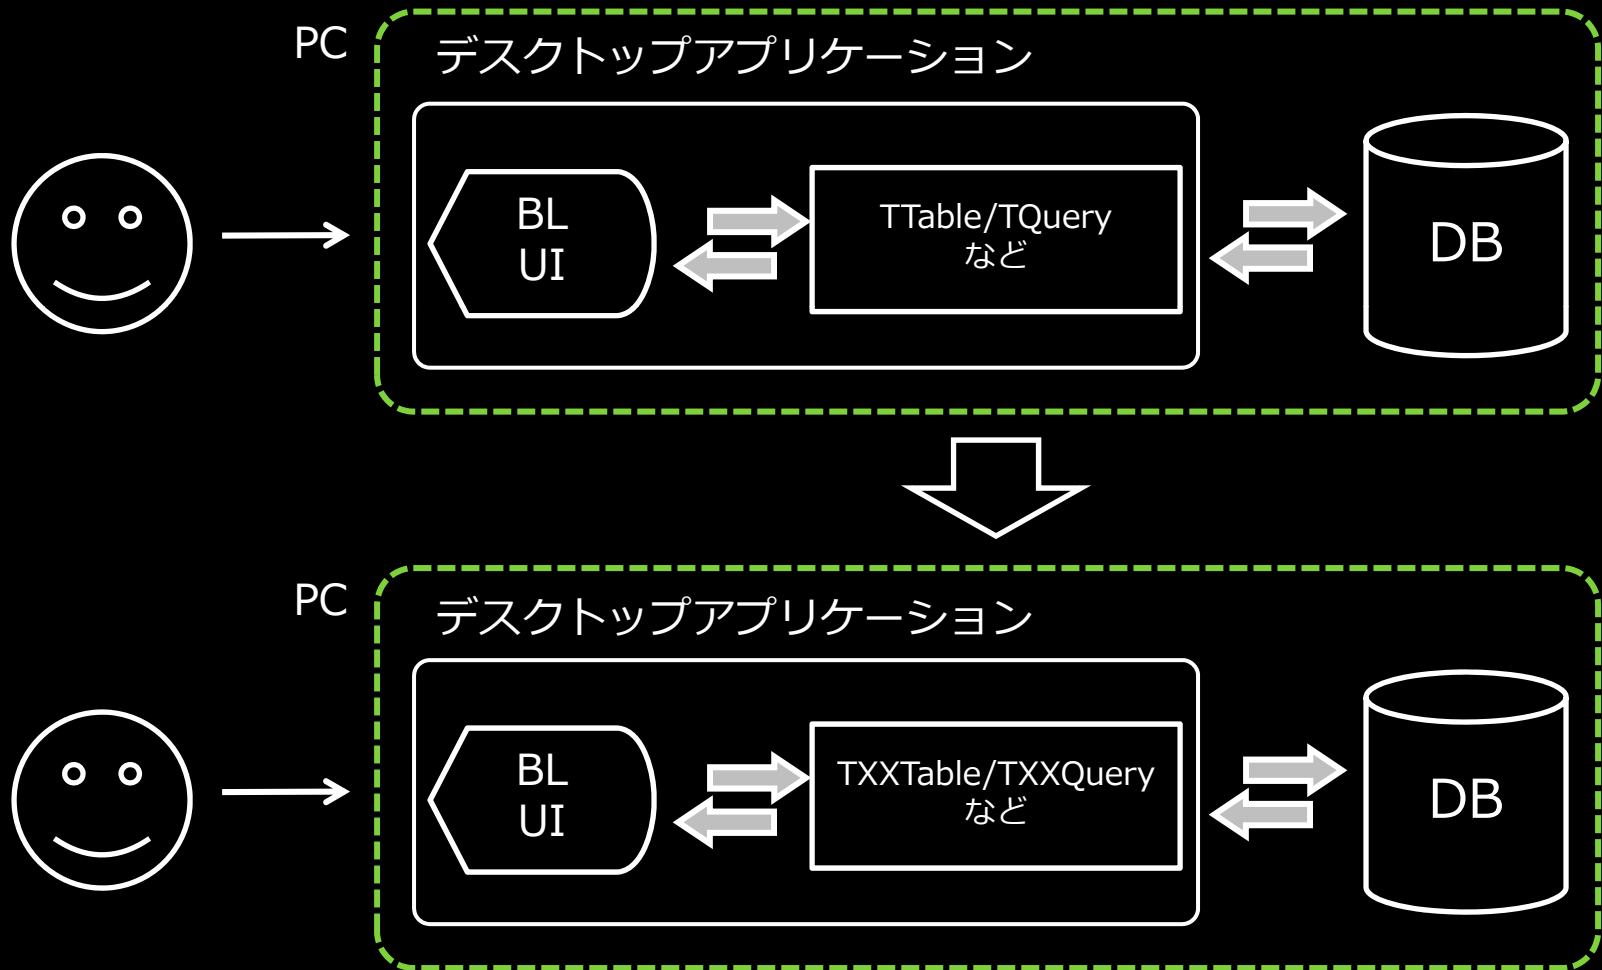 PC
デスクトップアプリケーション
BL
UI
TTable/TQuery
など
DB
PC
デスクトップアプリケーション
BL
UI
TXXTable/TXXQuery
など
DB